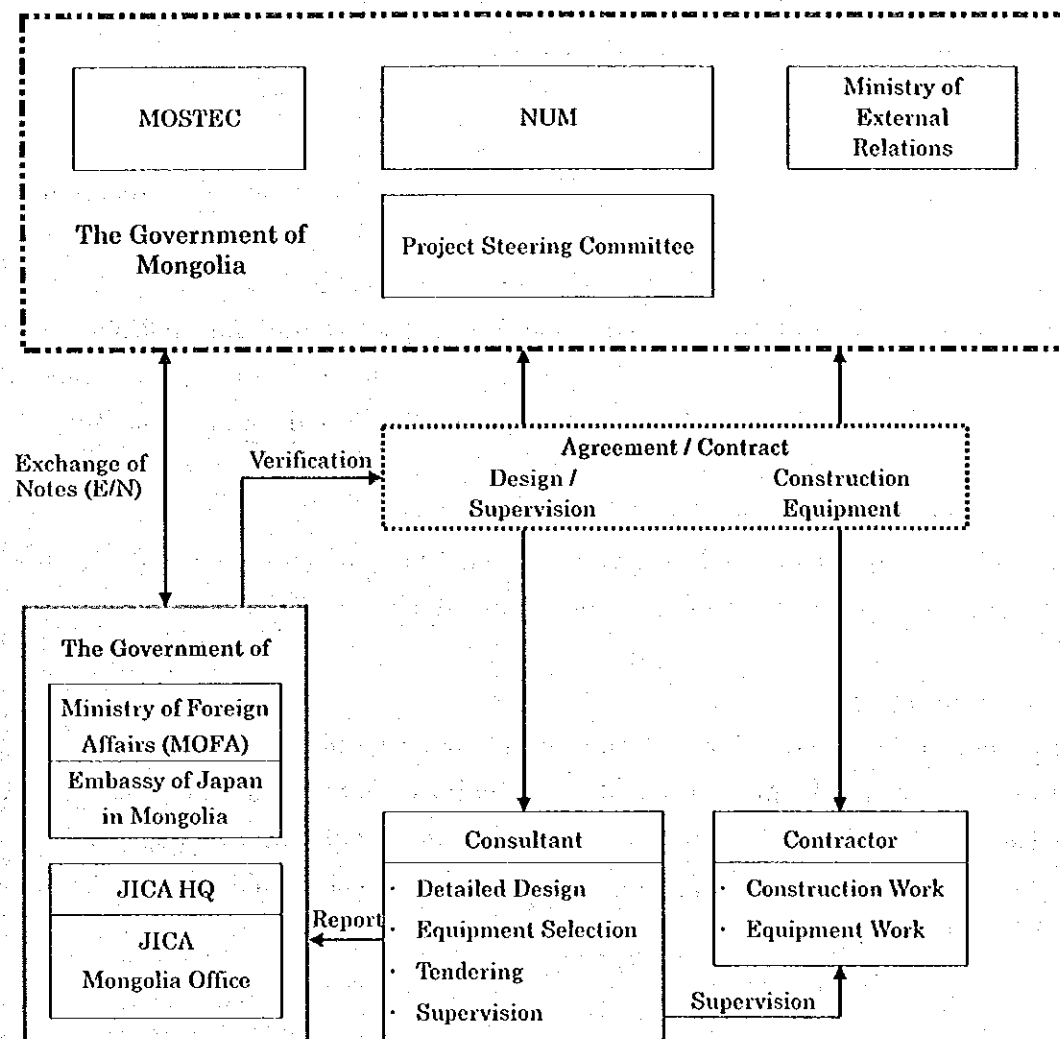 MOSTEC
NUM
Ministry of
External
Relations
The Government of
Mongolia
Project Steering Committee
Exchange of
Notes (E/N)
Verification
Agreement / Contract
Design /
Supervision
Construction
Equipment
The Government of
Ministry of Foreign
Affairs (MOFA)
Embassy of Japan
in Mongolia
JICA HQ
JICA
Mongolia Office
Report
Consultant
· Detailed Design
· Equipment Selection
· Tendering
· Supervision
Supervision
Contractor
· Construction Work
· Equipment Work